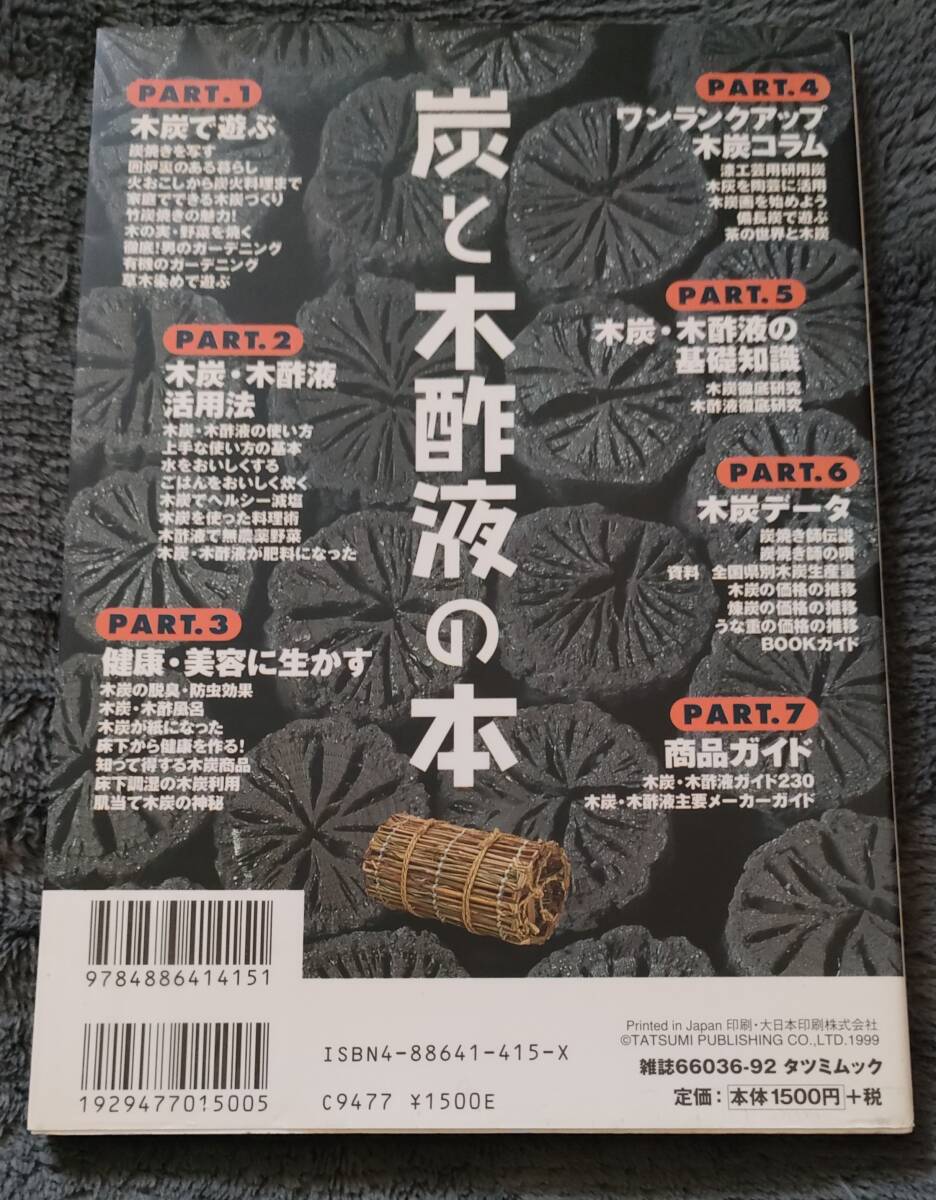 炭と木酢液の本
PART.1
木炭で遊ぶ
炭焼きを写す
囲炉裏のある暮らし
火おこしから炭火料理まで
家庭でできる木炭づくり
竹炭焼きの魅力!
木の実・野菜を焼く
徹底!男のガーデニング
有機のガーデニング
草木染めで遊ぶ
PART.2
木炭・木酢液
活用法
木炭・木酢液の使い方
上手な使い方の基本
水をおいしくする
ごはんをおいしく炊く
木炭でヘルシー減塩
木炭を使った料理術
木酢液で無農薬野菜
木炭・木酢液が肥料になった
PART.3
健康・美容に生かす
木炭の脱臭・防虫効果
木炭・木酢風呂
木炭が紙になった
床下から健康を作る!
知って得する木炭商品
床下調湿の木炭利用
肌当て木炭の神秘
PART.4
ワンランクアップ
木炭コラム
漆工芸用研用炭
木炭を陶芸に活用
木炭画を始めよう
備長炭で遊ぶ
茶の世界と木炭
PART.5
木炭・木酢液の
基礎知識
木炭徹底研究
木酢液徹底研究
PART.6
木炭データ
炭焼き師伝説
炭焼き師の唄
資料 全国県別木炭生産量
木炭の価格の推移
煉炭の価格の推移
うな重の価格の推移
BOOKガイド
PART.7
商品ガイド
木炭・木酢液ガイド230
木炭・木酢液主要メーカーガイド
9784886414151
1929477015005
ISBN4-88641-415-X
C9477 ¥1500E
Printed in Japan 印刷・大日本印刷株式会社
©TATSUMI PUBLISHING CO.,LTD.1999
雑誌66036-92 タツミムック
定価:本体1500円+税